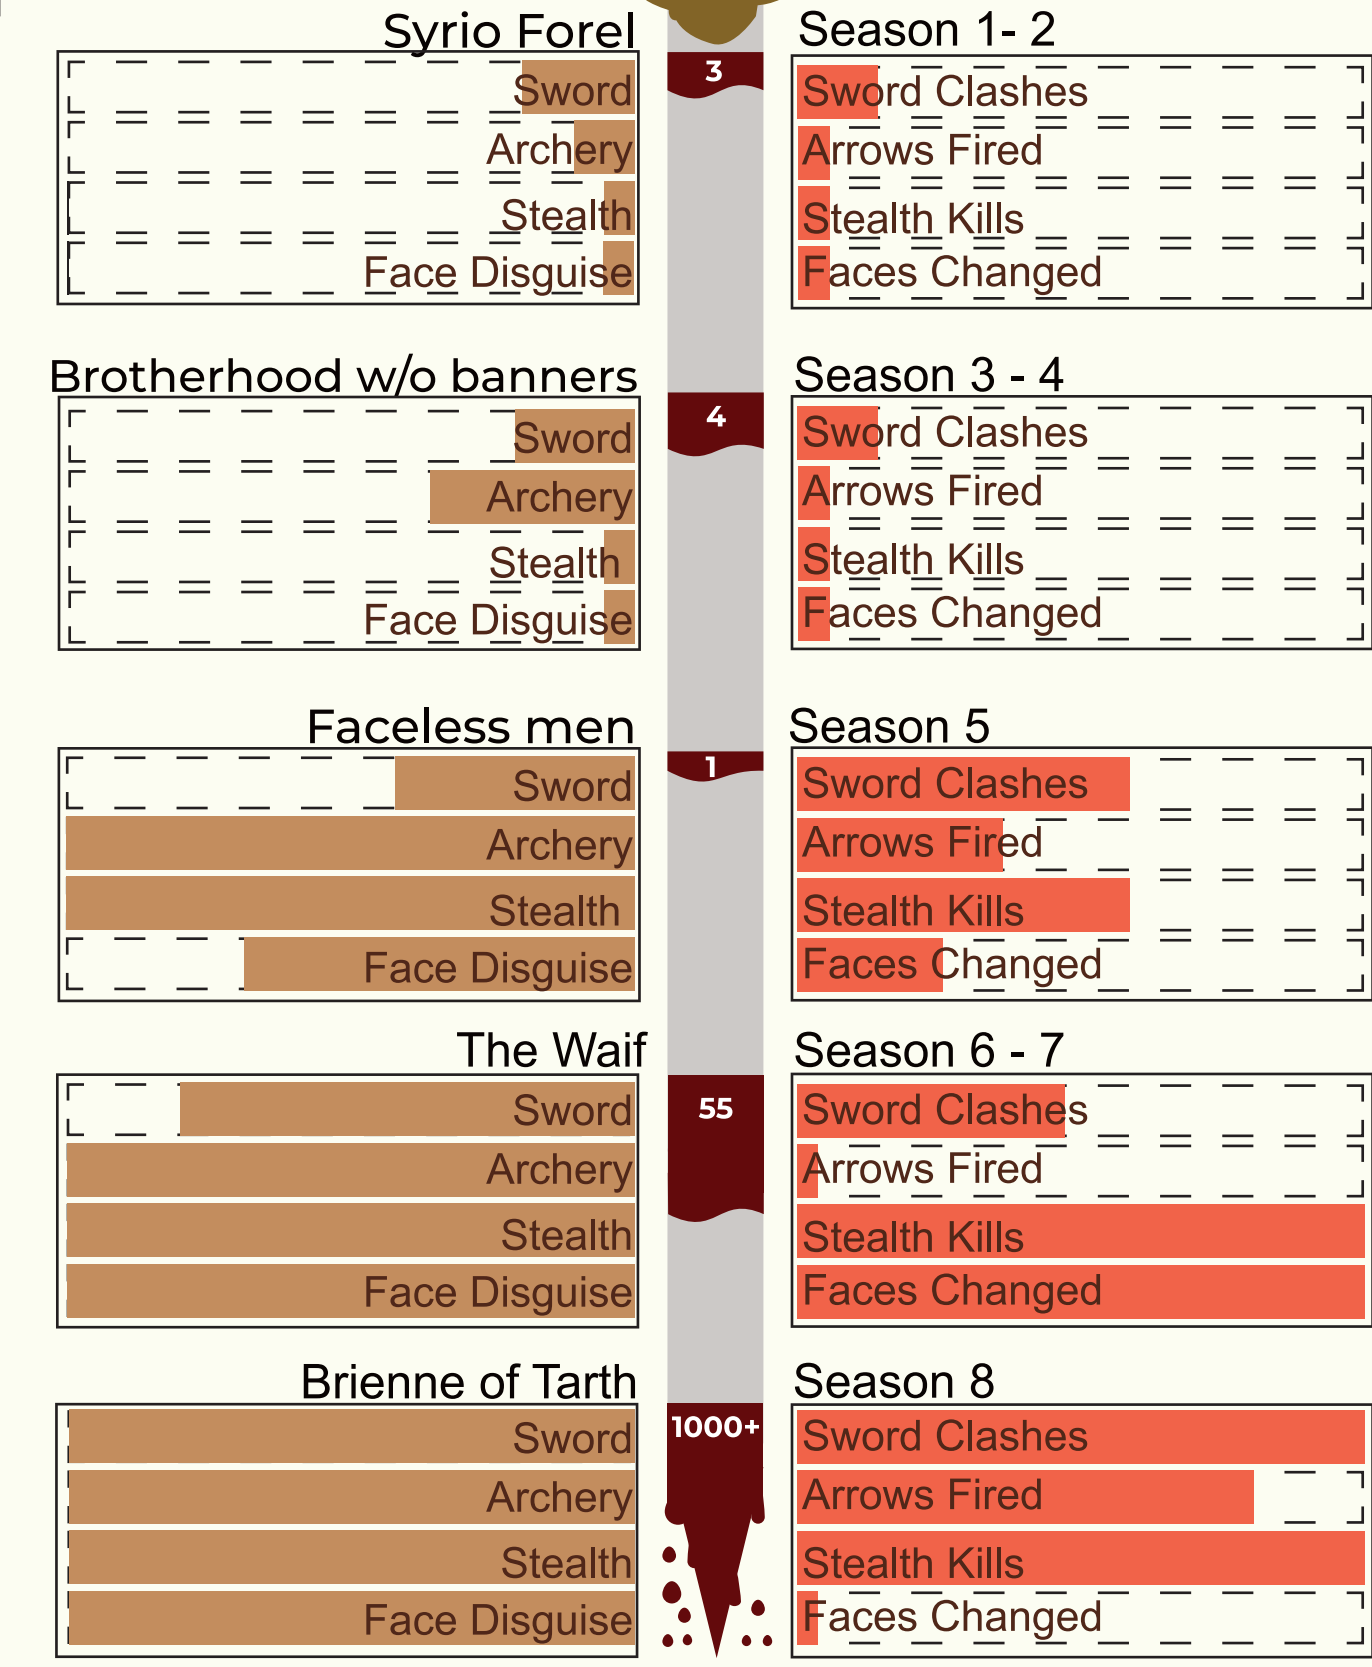 Syrio Forel
Sword
Archery
Stealth
Face Disguise
3
Season 1- 2
Sword Clashes
Arrows Fired
Stealth Kills
Faces Changed
Brotherhood w/o banners
Sword
Archery
Stealth
Face Disguise
4
Season 3 - 4
Sword Clashes
Arrows Fired
Stealth Kills
Faces Changed
Faceless men
Sword
Archery
Stealth
Face Disguise
1
Season 5
Sword Clashes
Arrows Fired
Stealth Kills
Faces Changed
The Waif
Sword
Archery
Stealth
Face Disguise
55
Season 6 - 7
Sword Clashes
Arrows Fired
Stealth Kills
Faces Changed
Brienne of Tarth
Sword
Archery
Stealth
Face Disguise
1000+
Season 8
Sword Clashes
Arrows Fired
Stealth Kills
Faces Changed